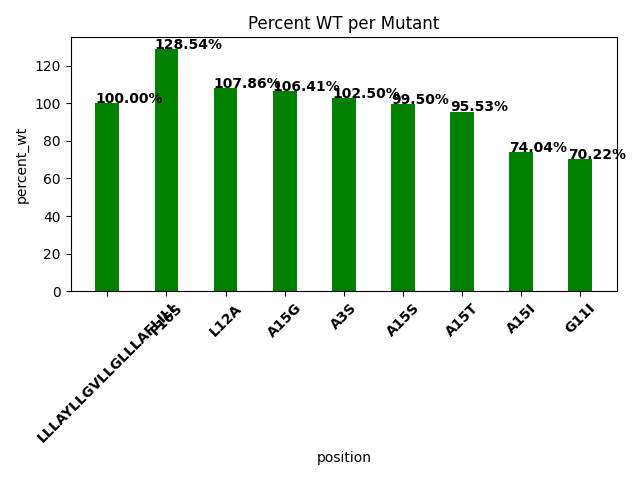 Percent WT per Mutant
percent_wt
120
100
80
60
40
20
0
100.00%
128.54%
107.86%
106.41%
102.50%
99.50%
95.53%
74.04%
70.22%
F16S
L12A
A15G
A3S
A15S
A15T
A15I
G11I
position